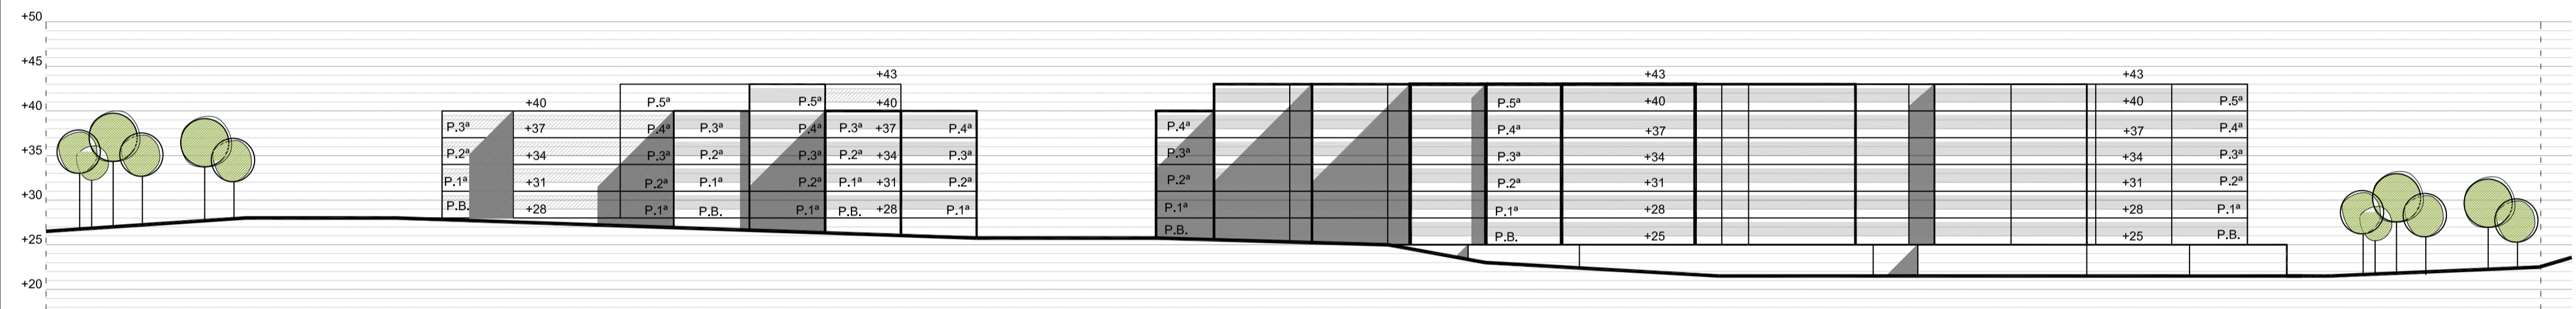 +50
+45
+43 +43 +43
+40 +40 P.5ª P.5ª +40 P.5ª +40 +40 P.5ª
P.3ª +37 P.4ª P.3ª P.4ª P.3ª +37 P.4ª P.4ª P.4ª +37 +37 P.4ª
+35 P.2ª +34 P.3ª P.2ª P.3ª P.2ª +34 P.3ª P.3ª P.3ª +34 +34 P.3ª
P.1ª +31 P.2ª P.1ª P.2ª P.1ª +31 P.2ª P.2ª P.2ª +31 +31 P.2ª
+30 P.B. +28 P.1ª P.B. P.1ª P.B. +28 P.1ª P.1ª P.1ª +28 +28 P.1ª
+25 P.B. P.B. +25 +25 P.B.
+20